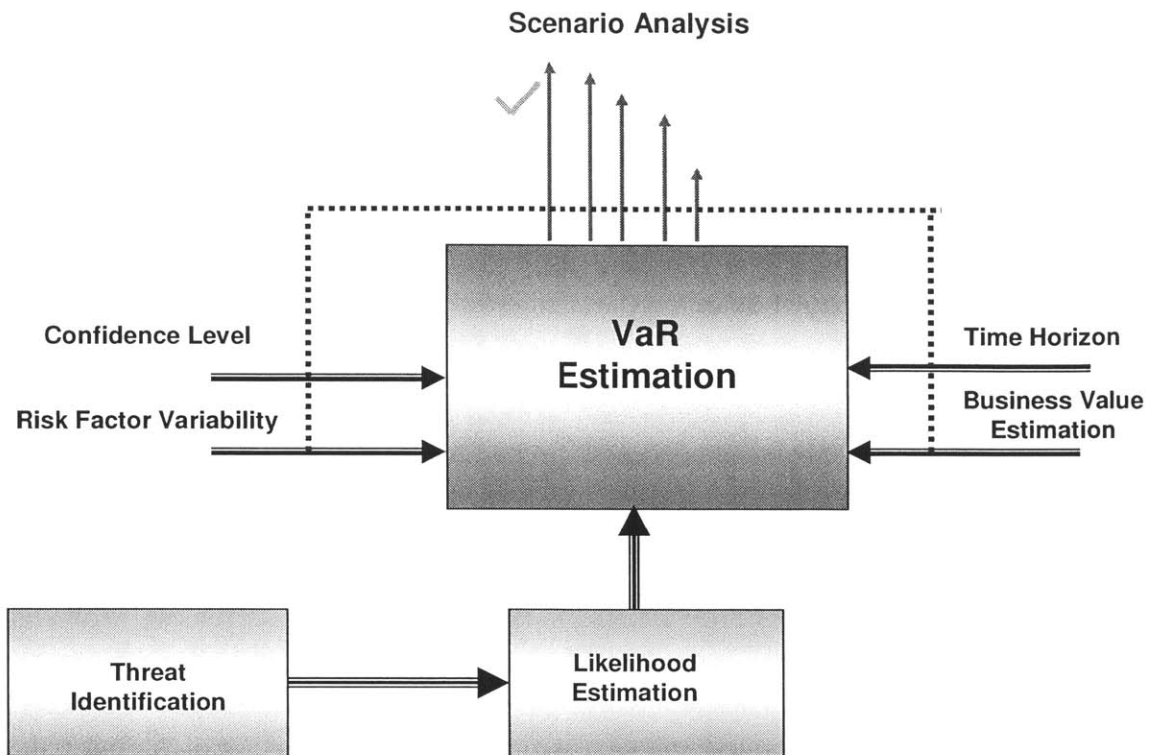 Scenario Analysis
VaR
Estimation
Confidence Level
Time Horizon
Risk Factor Variability
Business Value
Estimation
Threat
Identification
Likelihood
Estimation